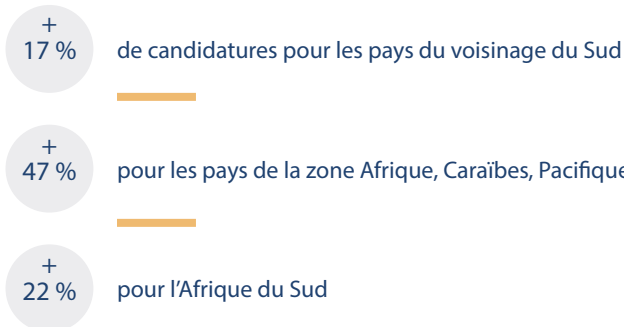 +
17 %
de candidatures pour les pays du voisinage du Sud
+
47 %
pour les pays de la zone Afrique, Caraïbes, Pacifique
+
22 %
pour l'Afrique du Sud